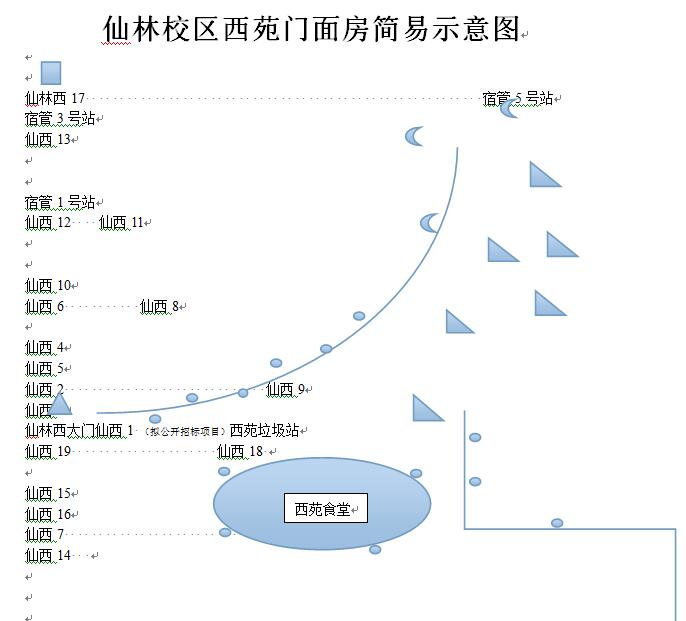 仙林校区西苑门面房简易示意图
仙林西 17 宿管 5 号站
宿管 3 号站
仙西 13
宿管 1 号站
仙西 12 仙西 11
仙西 10
仙西 6 仙西 8
仙西 4
仙西 5
仙西 2 仙西 9
仙西
仙林西大门仙西 1 （拟公开招标项目）西苑垃圾站
仙西 19 仙西 18
仙西 15
西苑食堂
仙西 16
仙西 7
仙西 14